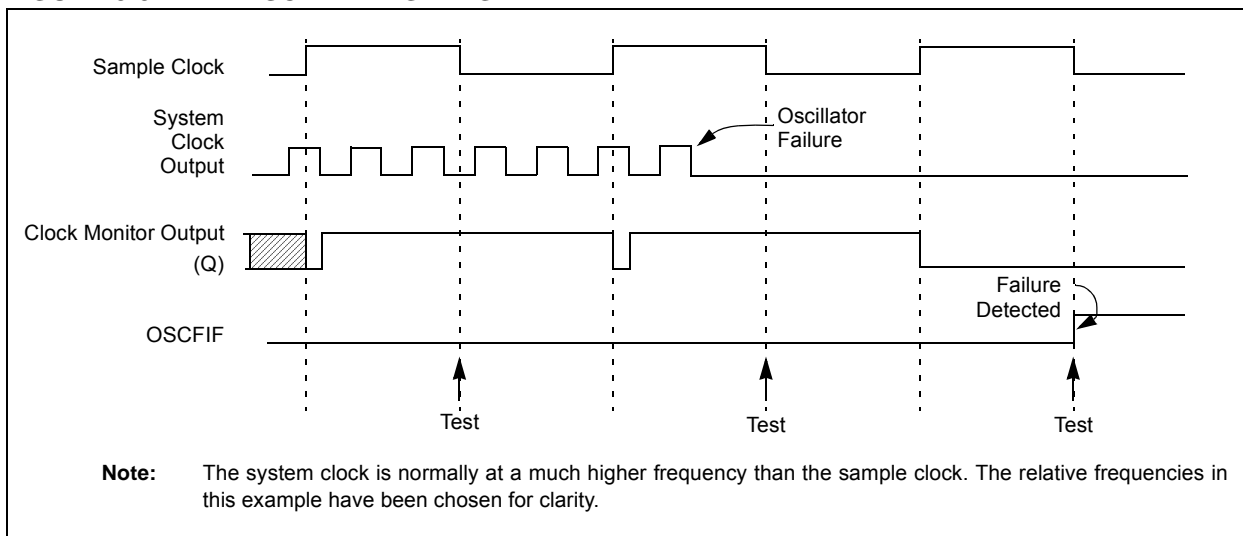 Sample Clock
System
Clock
Output
Oscillator
Failure
Clock Monitor Output
(Q)
Failure
Detected
OSCFIF
Test
Test
Test
Note: The system clock is normally at a much higher frequency than the sample clock. The relative frequencies in
this example have been chosen for clarity.